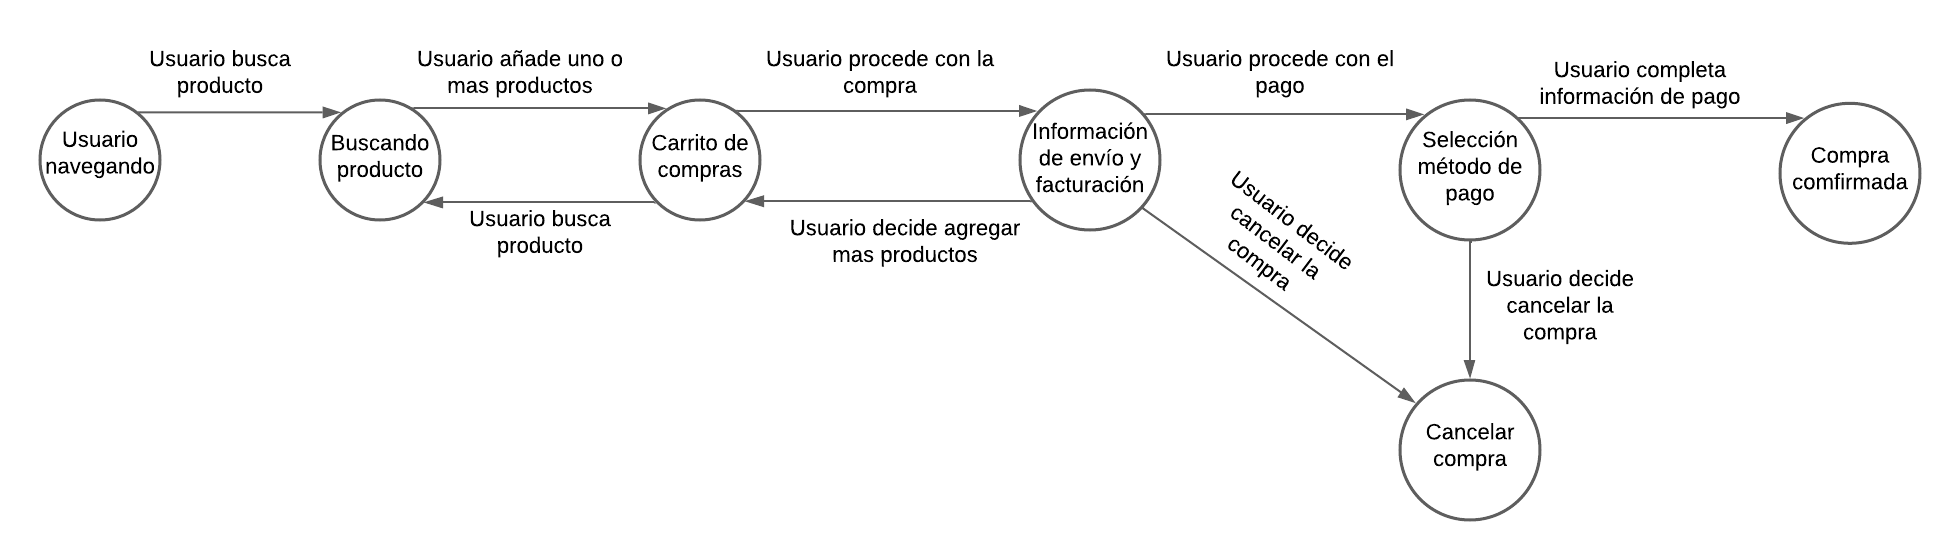 Usuario busca
producto
Usuario añade uno o
mas productos
Usuario procede con la
compra
Usuario procede con el
pago
Usuario completa
información de pago
Usuario
navegando
Buscando
producto
Carrito de
compras
Información
de envío y
facturación
Selección
método de
pago
Compra
comfirmada
Usuario busca
producto
Usuario decide agregar
mas productos
Usuario decide
cancelar la
compra
Usuario decide
cancelar la
compra
Cancelar
compra